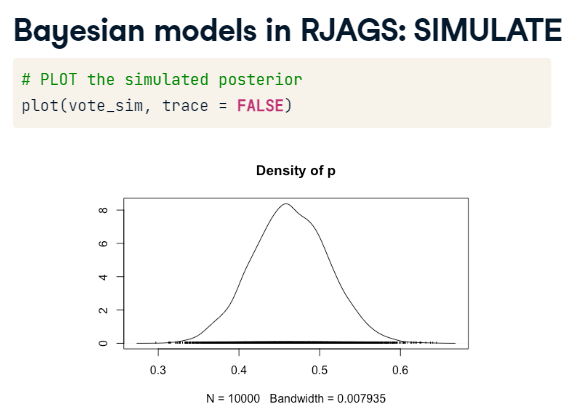 Bayesian models in RJAGS: SIMULATE
# PLOT the simulated posterior
plot(vote_sim, trace = FALSE)
Density of p
8
6
4
2
0
0.3 0.4 0.5 0.6
N = 10000 Bandwidth = 0.007935